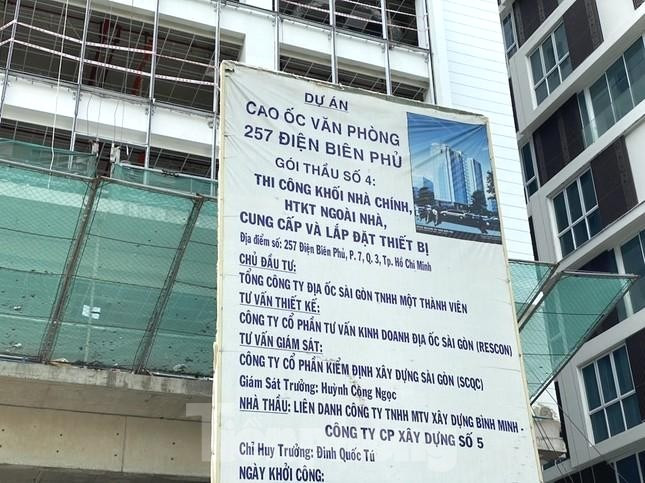 DỰ ÁN
CAO ỐC VĂN PHÒNG
257 ĐIỆN BIÊN PHỦ
GÓI THẦU SỐ 4:
THI CÔNG KHỐI NHÀ CHÍNH,
HTKT NGOÀI NHÀ,
CUNG CẤP VÀ LẮP ĐẶT THIẾT BỊ
Địa điểm số: 257 Điện Biên Phủ, P. 7, Q. 3, Tp. Hồ Chí Minh
CHỦ ĐẦU TƯ:
TỔNG CÔNG TY ĐỊA ỐC SÀI GÒN TNHH MỘT THÀNH VIÊN
TƯ VẤN THIẾT KẾ:
CÔNG TY CỔ PHẦN TƯ VẤN KINH DOANH ĐỊA ỐC SÀI GÒN (RESCON)
TƯ VẤN GIÁM SÁT:
CÔNG TY CỔ PHẦN KIỂM ĐỊNH XÂY DỰNG SÀI GÒN (SCQC)
Giám Sát Trưởng: Huỳnh Công Ngọc
NHÀ THẦU: LIÊN DANH CÔNG TY TNHH MTV XÂY DỰNG BÌNH MINH -
CÔNG TY CP XÂY DỰNG SỐ 5
Chỉ Huy Trưởng: Đinh Quốc Tú
NGÀY KHỞI CÔNG: